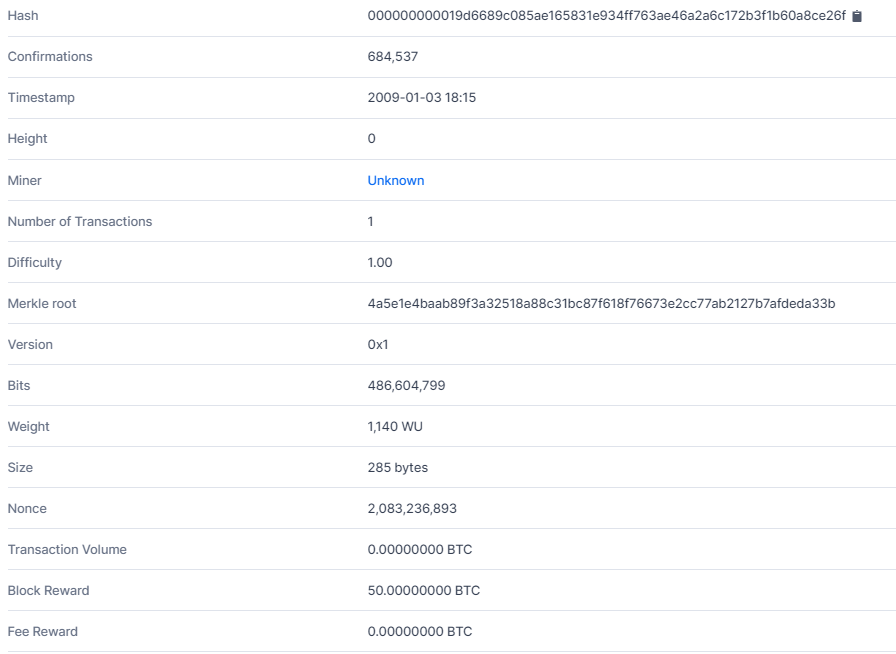 Hash 000000000019d6689c085ae165831e934ff763ae46a2a6c172b3f1b60a8ce26f
Confirmations 684,537
Timestamp 2009-01-03 18:15
Height 0
Miner Unknown
Number of Transactions 1
Difficulty 1.00
Merkle root 4a5e1e4baab89f3a32518a88c31bc87f618f76673e2cc77ab2127b7afdeda33b
Version 0x1
Bits 486,604,799
Weight 1,140 WU
Size 285 bytes
Nonce 2,083,236,893
Transaction Volume 0.00000000 BTC
Block Reward 50.00000000 BTC
Fee Reward 0.00000000 BTC